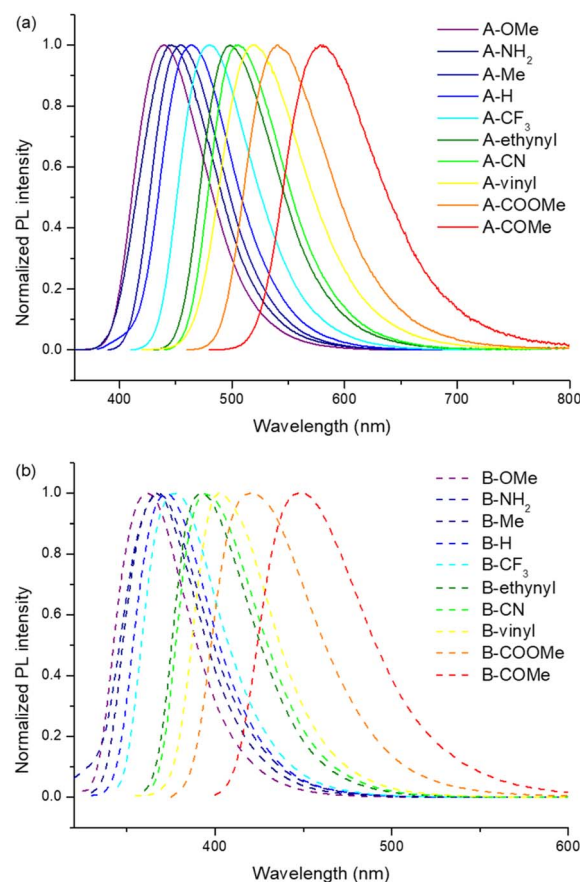 (a)
1.0
0.8
0.6
0.4
0.2
0.0
Normalized PL intensity
400
500
600
700
800
Wavelength (nm)
A-OMe
A-NH2
A-Me
A-H
A-CF3
A-ethynyl
A-CN
A-vinyl
A-COOMe
A-COMe
(b)
1.0
0.8
0.6
0.4
0.2
0.0
Normalized PL intensity
400
500
600
Wavelength (nm)
B-OMe
B-NH2
B-Me
B-H
B-CF3
B-ethynyl
B-CN
B-vinyl
B-COOMe
B-COMe